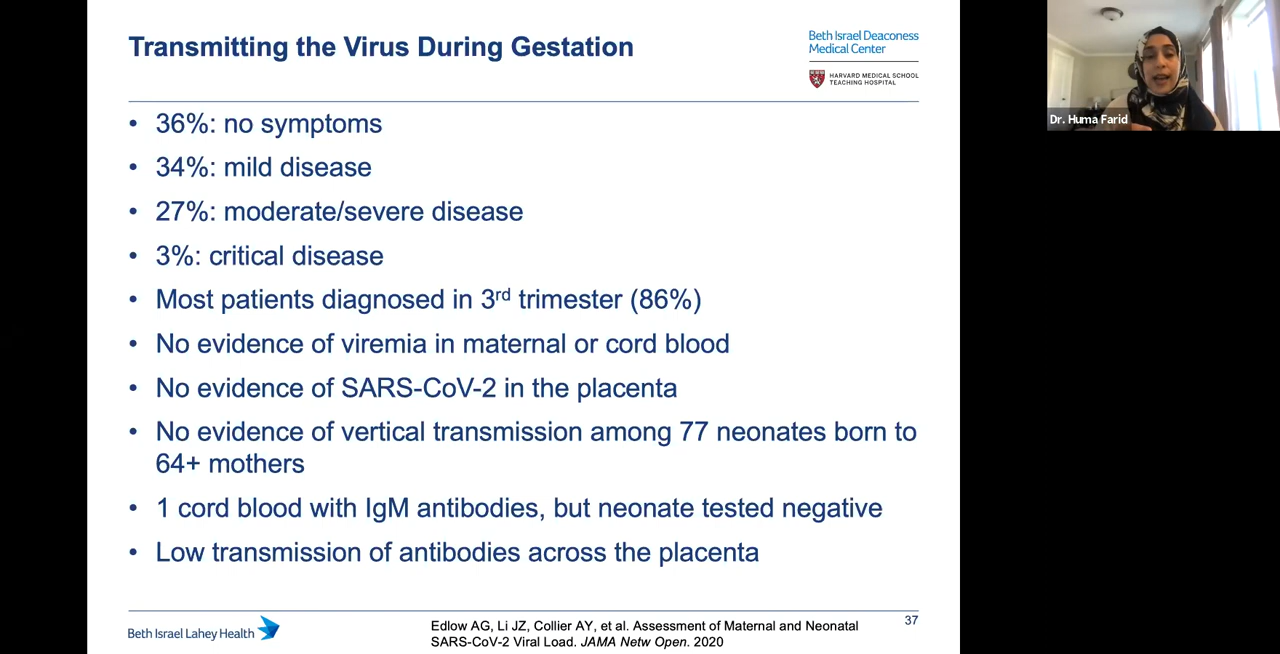 Transmitting the Virus During Gestation
Beth Israel Deaconess
Medical Center
HARVARD MEDICAL SCHOOL
TEACHING HOSPITAL
Dr. Huma Farid
• 36%: no symptoms
• 34%: mild disease
• 27%: moderate/severe disease
• 3%: critical disease
• Most patients diagnosed in 3rd trimester (86%)
• No evidence of viremia in maternal or cord blood
• No evidence of SARS-CoV-2 in the placenta
• No evidence of vertical transmission among 77 neonates born to
64+ mothers
• 1 cord blood with IgM antibodies, but neonate tested negative
• Low transmission of antibodies across the placenta
Beth Israel Lahey Health
Edlow AG, Li JZ, Collier AY, et al. Assessment of Maternal and Neonatal
SARS-CoV-2 Viral Load. JAMA Netw Open. 2020
37